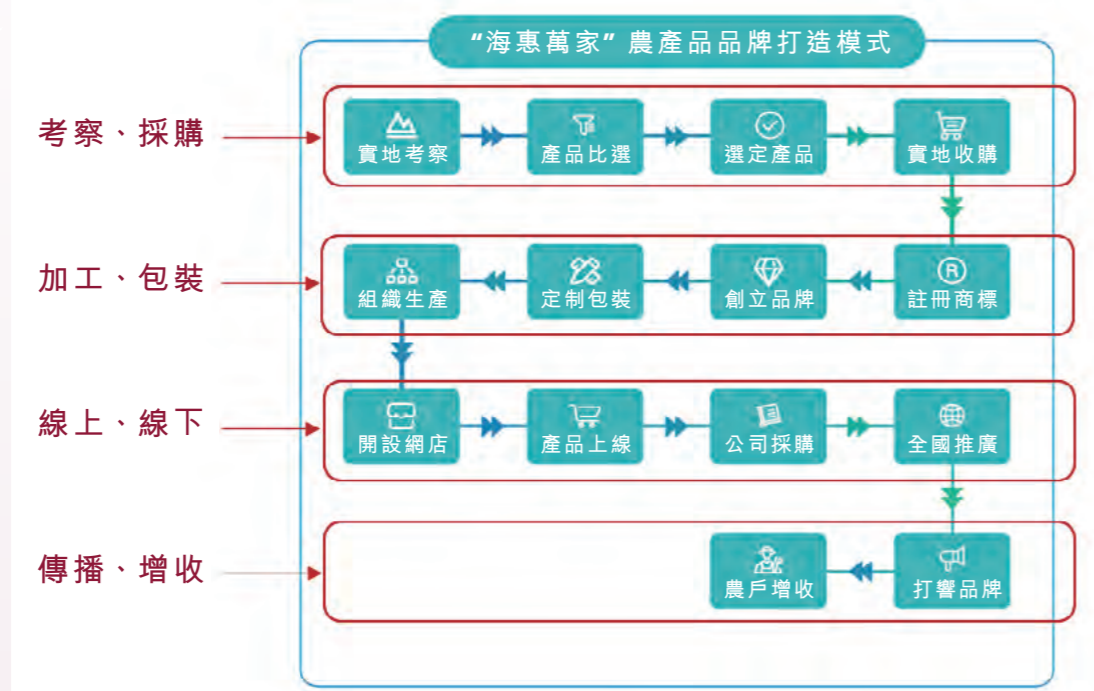 “海惠萬家” 農產品品牌打造模式
考察、採購
實地考察
產品比選
選定產品
實地收購
加工、包裝
組織生產
定制包裝
創立品牌
R
註冊商標
線上、線下
開設網店
產品上線
公司採購
全國推廣
傳播、增收
農戶增收
打響品牌